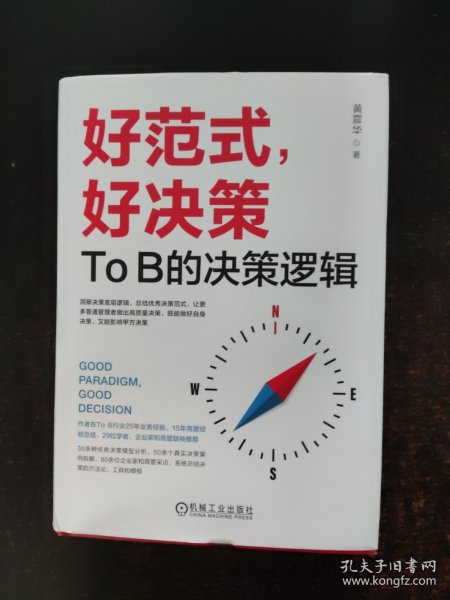 黄震华 ◎ 著
好范式，
好决策
To B的决策逻辑
洞察决策底层逻辑，总结优秀决策范式，让更
多普通管理者做出高质量决策，既能做好自身
决策，又能影响甲方决策
GOOD
PARADIGM,
GOOD
DECISION
作者在To B行业25年业务经验、15年高管经
验总结，29位学者、企业家和高管联袂推荐
30余种经典决策模型分析，50余个真实决策案
例拆解，60余位企业家和高管采访，系统总结决
策的方法论、工具和模板
N
W
E
S
机械工业出版社
CHINA MACHINE PRESS
孔夫子旧书网
www.kongfz.com